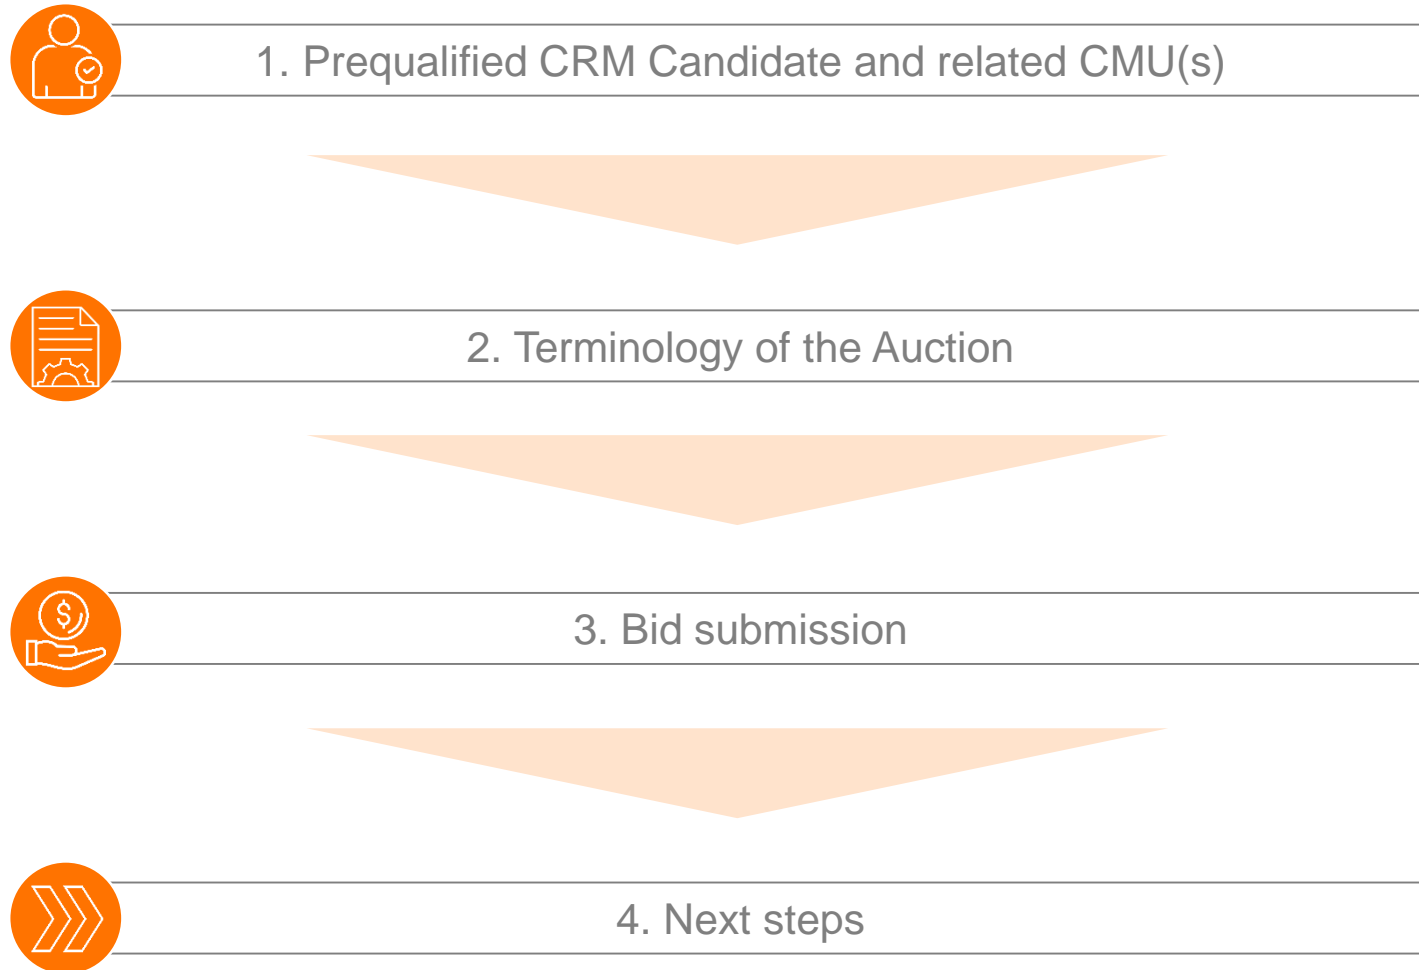 1. Prequalified CRM Candidate and related CMU(s)
2. Terminology of the Auction
$
3. Bid submission
4. Next steps